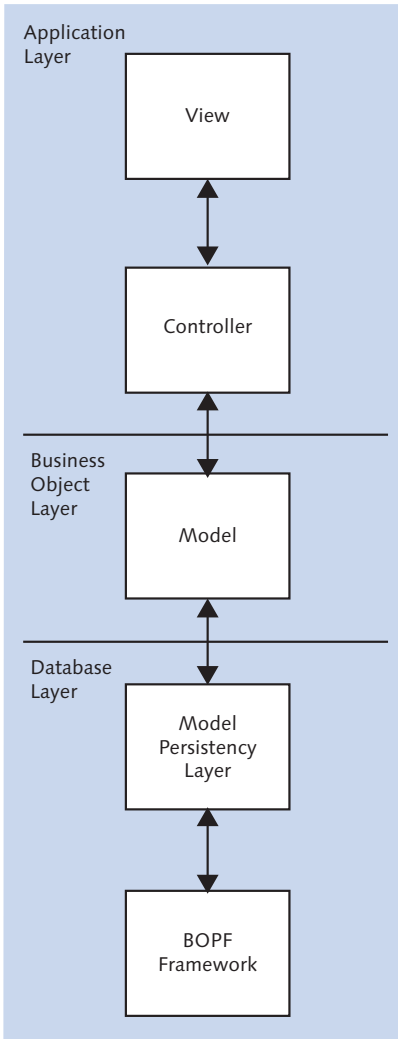 Application
Layer
View
Controller
Business
Object
Layer
Model
Database
Layer
Model
Persistency
Layer
BOPF
Framework